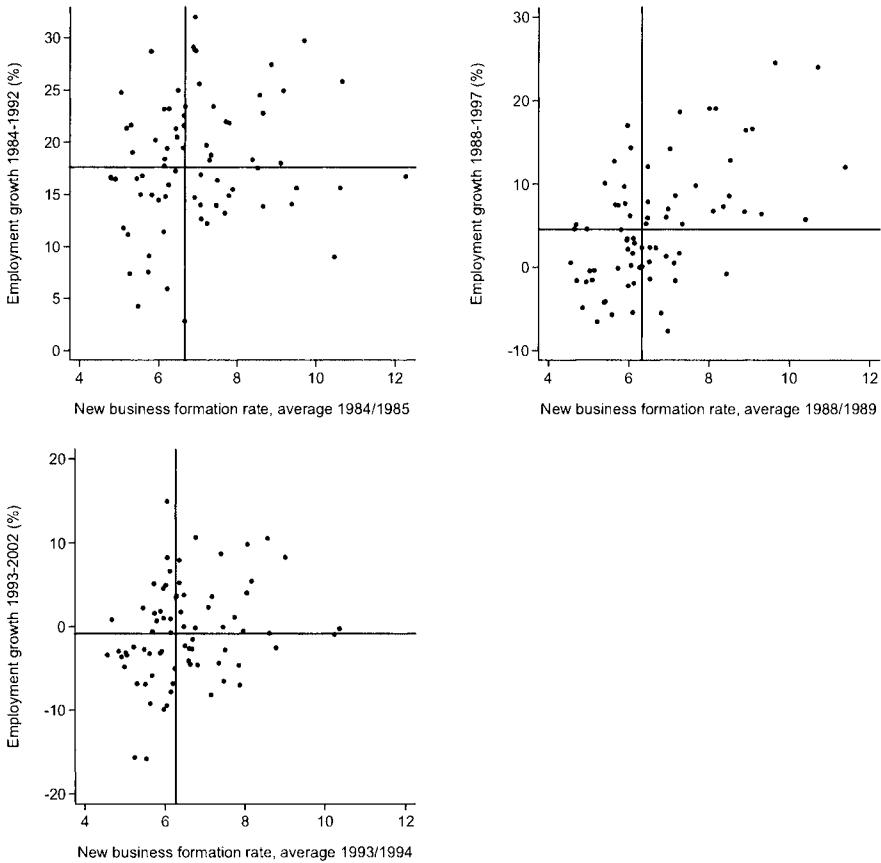 Employment growth 1984-1992 (%)
30
25
20
15
10
5
0
4 6 8 10 12
New business formation rate, average 1984/1985
Employment growth 1988-1997 (%)
30
20
10
0
-10
4 6 8 10 12
New business formation rate, average 1988/1989
Employment growth 1993-2002 (%)
20
10
0
-10
-20
4 6 8 10 12
New business formation rate, average 1993/1994